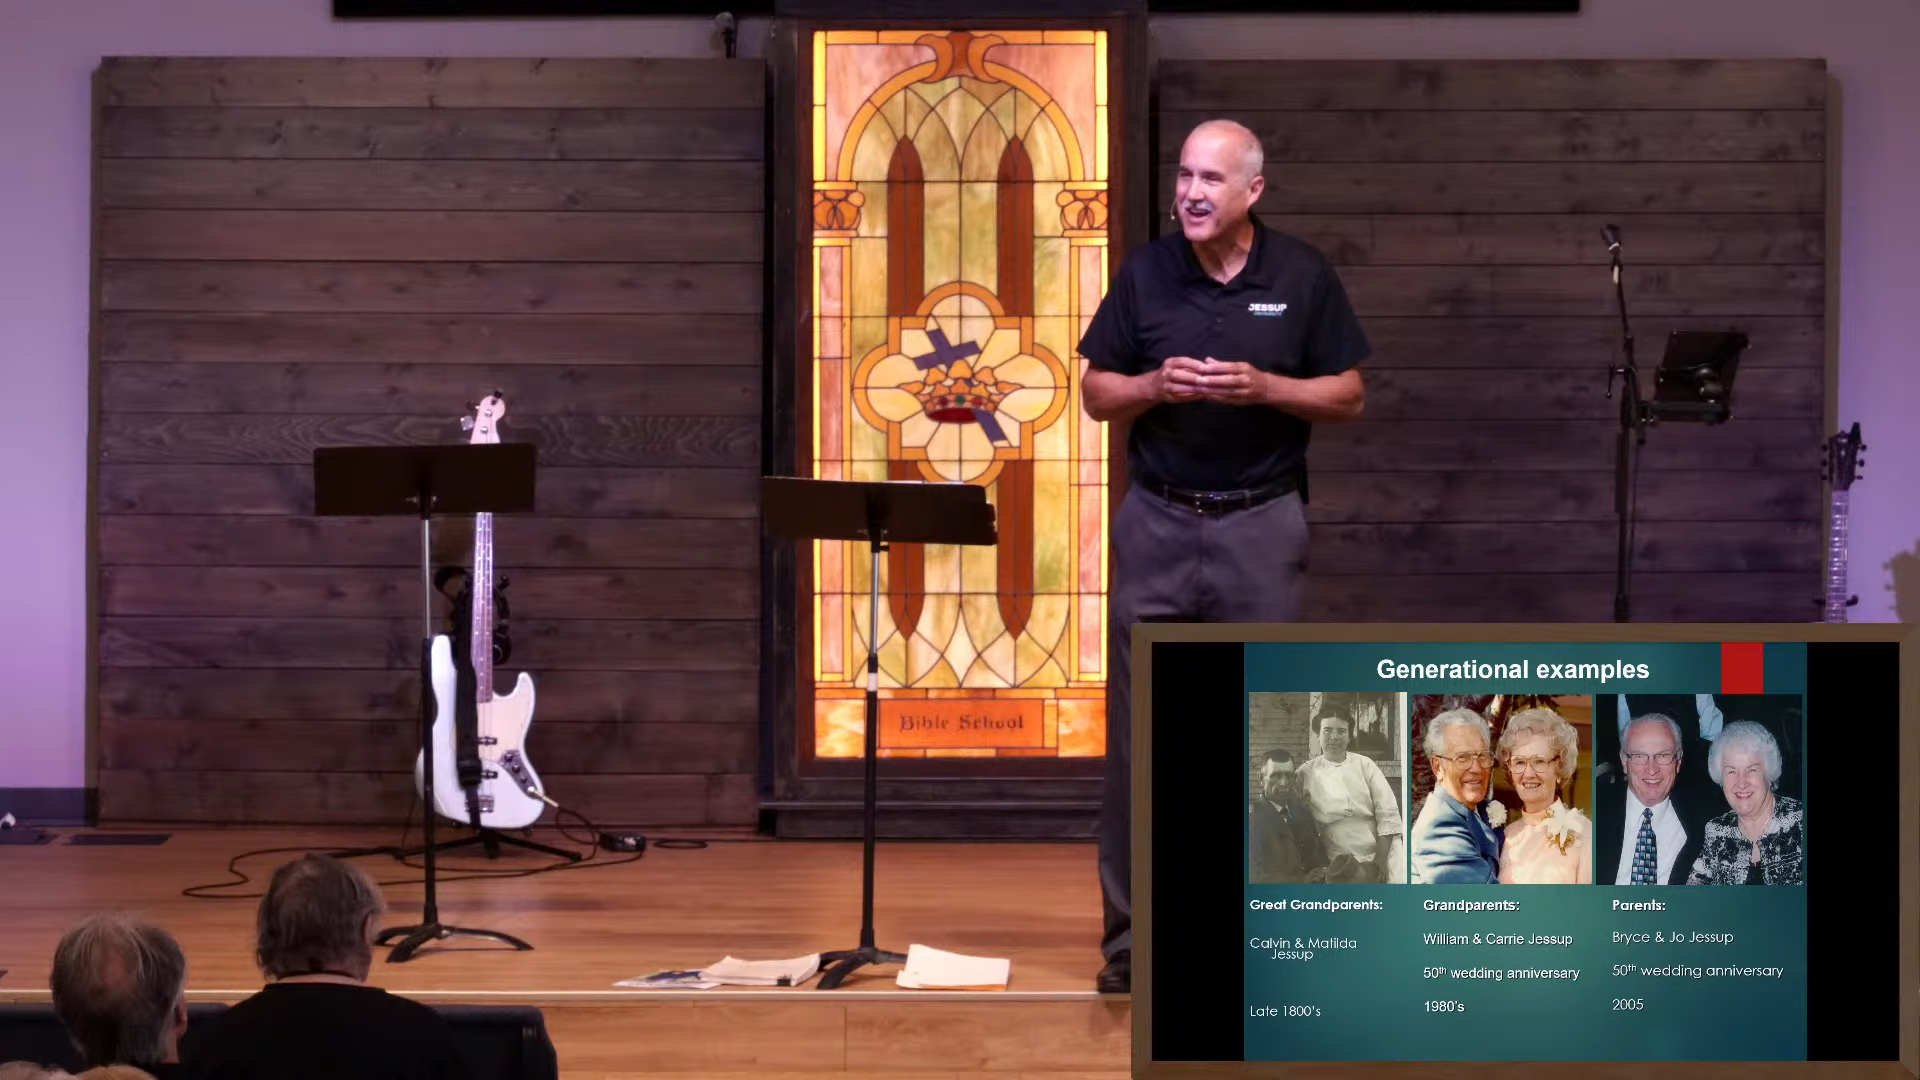 JESSUP
UNIVERSITY
Bible School
Generational examples
Great Grandparents:
Calvin & Matilda
Jessup
Late 1800's
Grandparents:
William & Carrie Jessup
50th wedding anniversary
1980's
Parents:
Bryce & Jo Jessup
50th wedding anniversary
2005